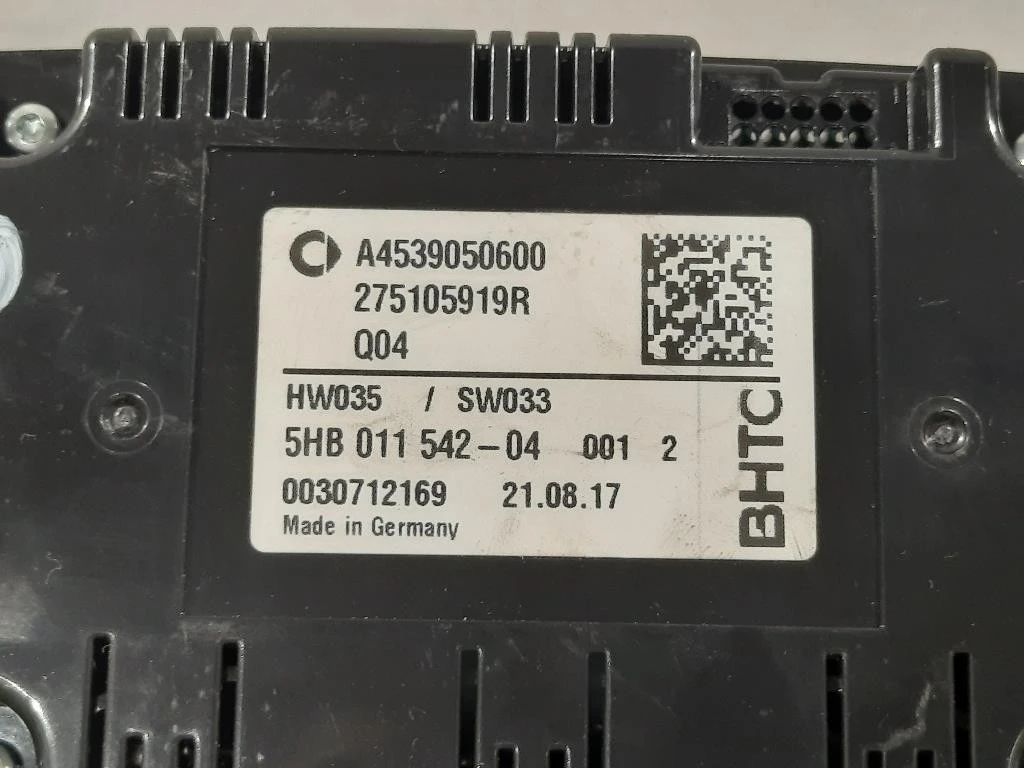 A4539050600
275105919R
Q04
HW035 / SW033
5HB 011 542-04 001 2
0030712169 21.08.17
Made in Germany
BHTC